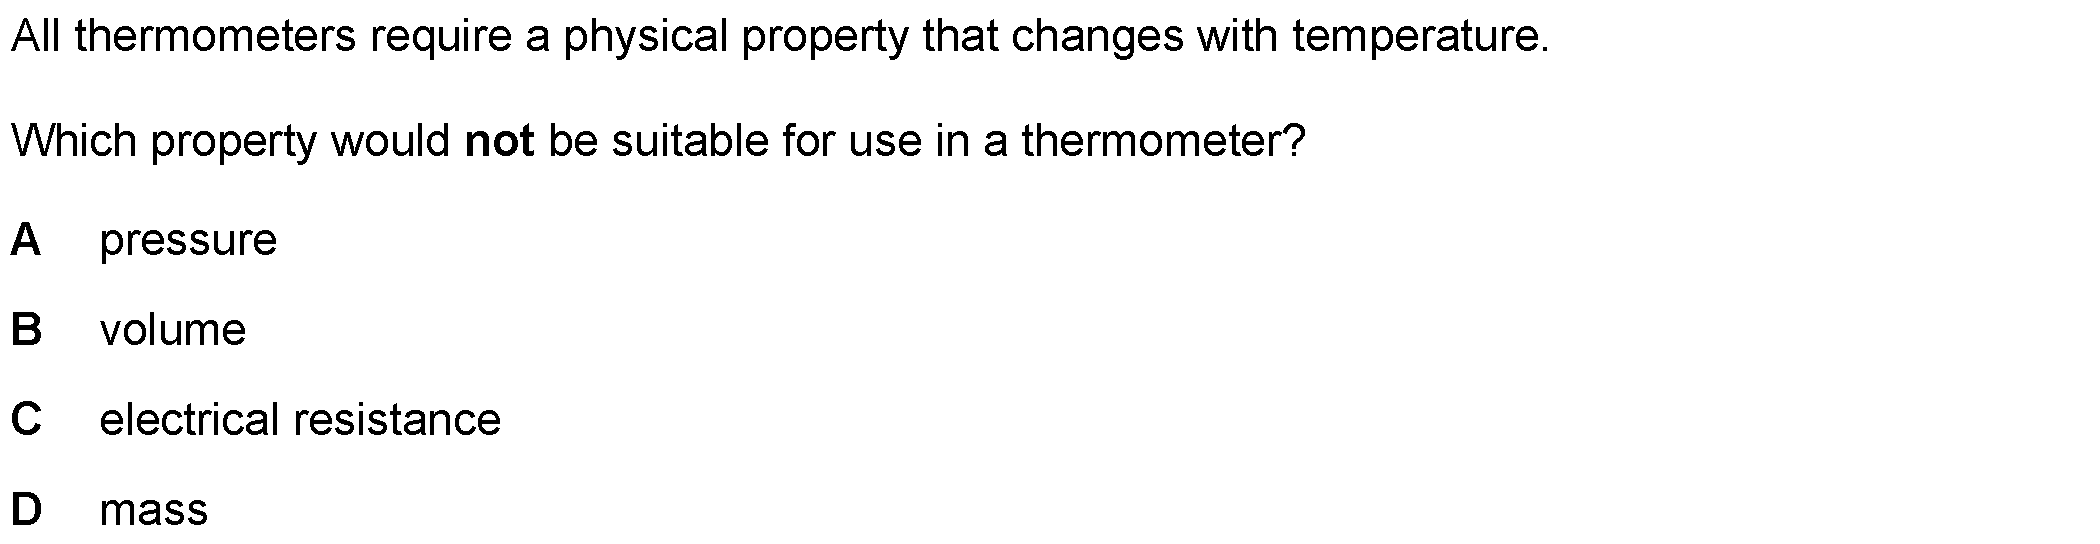 All thermometers require a physical property that changes with temperature.
Which property would not be suitable for use in a thermometer?
A pressure
B volume
C electrical resistance
D mass